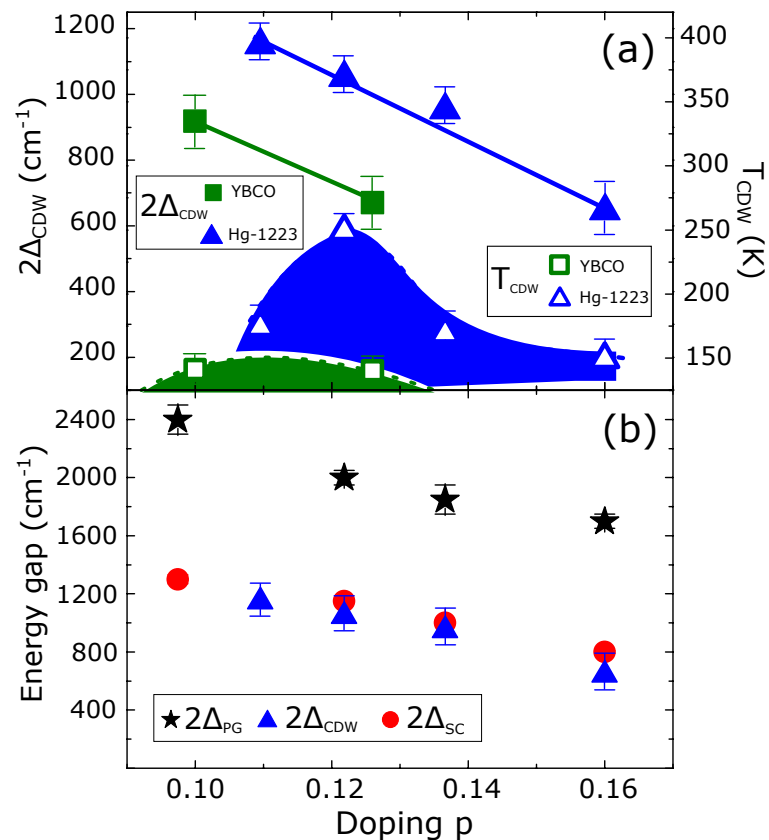 (a)
1200
1000
800
600
400
200
2Δ_CDW (cm⁻¹)
400
350
300
250
200
150
T_CDW (K)
2Δ_CDW
YBCO
Hg-1223
T_CDW
YBCO
Hg-1223
(b)
2400
2000
1600
1200
800
400
Energy gap (cm⁻¹)
2Δ_PG 2Δ_CDW 2Δ_SC
0.10 0.12 0.14 0.16
Doping p